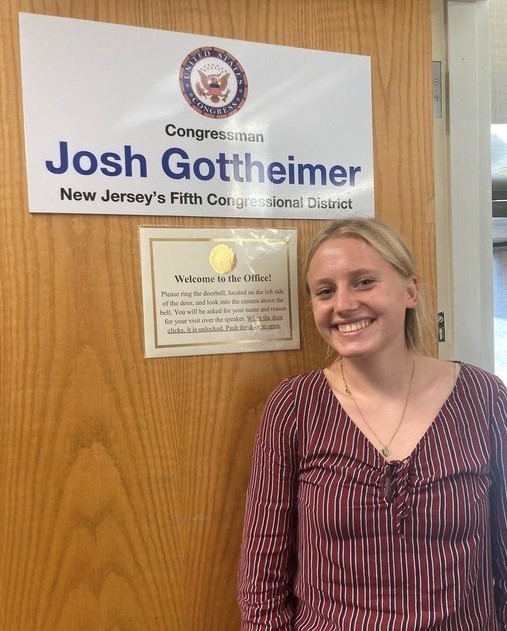 UNITED STATES
CONGRESS
Congressman
Josh Gottheimer
New Jersey's Fifth Congressional District
Welcome to the Office!
Please ring the doorbell, located on the left side
of the door, and look into the camera above the
bell. You will be asked for your name and reason
for your visit over the speaker. When the door
clicks, it is unlocked. Push the door to open.